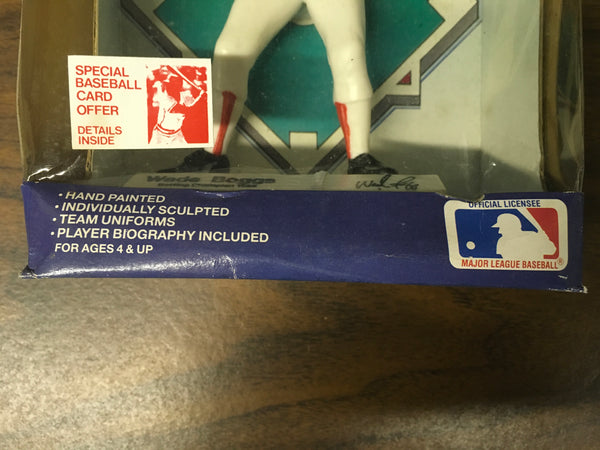 SPECIAL
BASEBALL
CARD
OFFER
DETAILS
INSIDE
Wade Boggs
• HAND PAINTED
• INDIVIDUALLY SCULPTED
• TEAM UNIFORMS
• PLAYER BIOGRAPHY INCLUDED
FOR AGES 4 & UP
OFFICIAL LICENSEE
MAJOR LEAGUE BASEBALL®